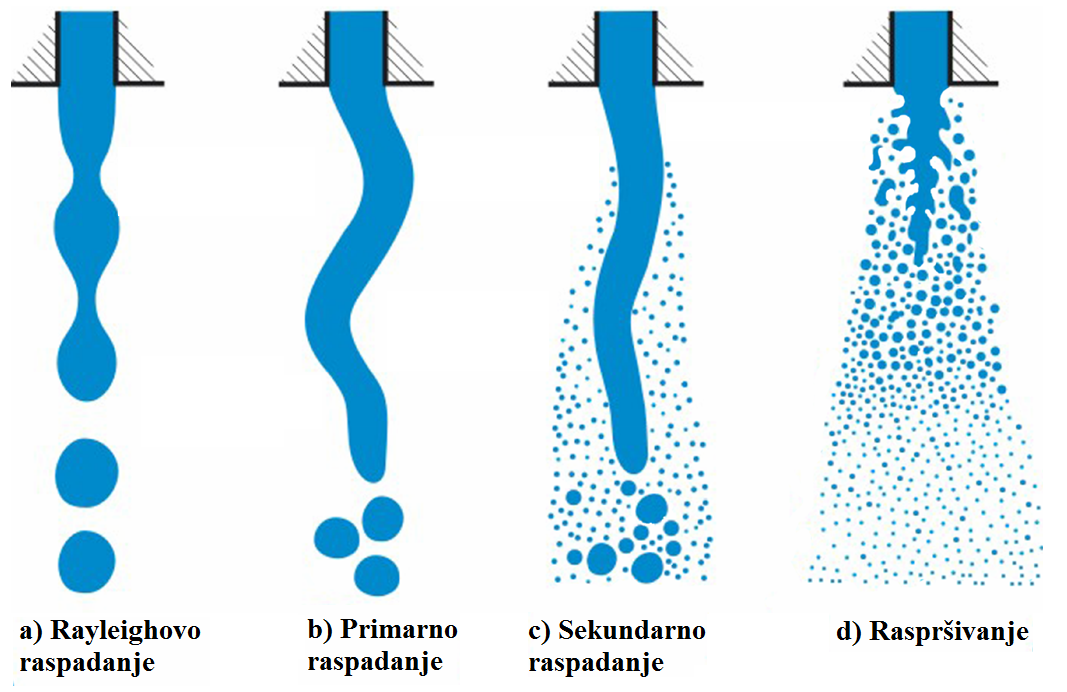 a) Rayleighovo
raspadanje
b) Primarno
raspadanje
c) Sekundarno
raspadanje
d) Raspršivanje